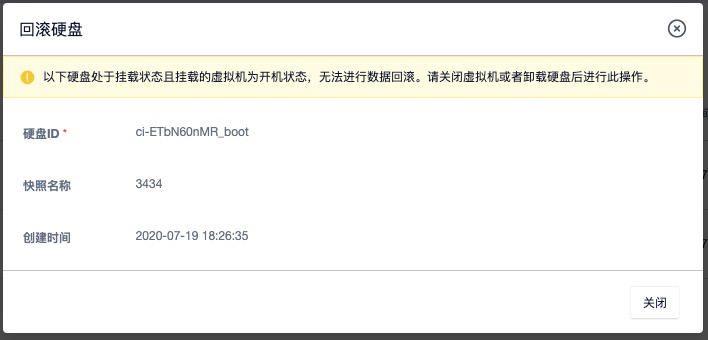 回滚硬盘
以下硬盘处于挂载状态且挂载的虚拟机为开机状态，无法进行数据回滚。请关闭虚拟机或者卸载硬盘后进行此操作。
硬盘ID * ci-ETbN60nMR_boot
快照名称 3434
创建时间 2020-07-19 18:26:35
关闭